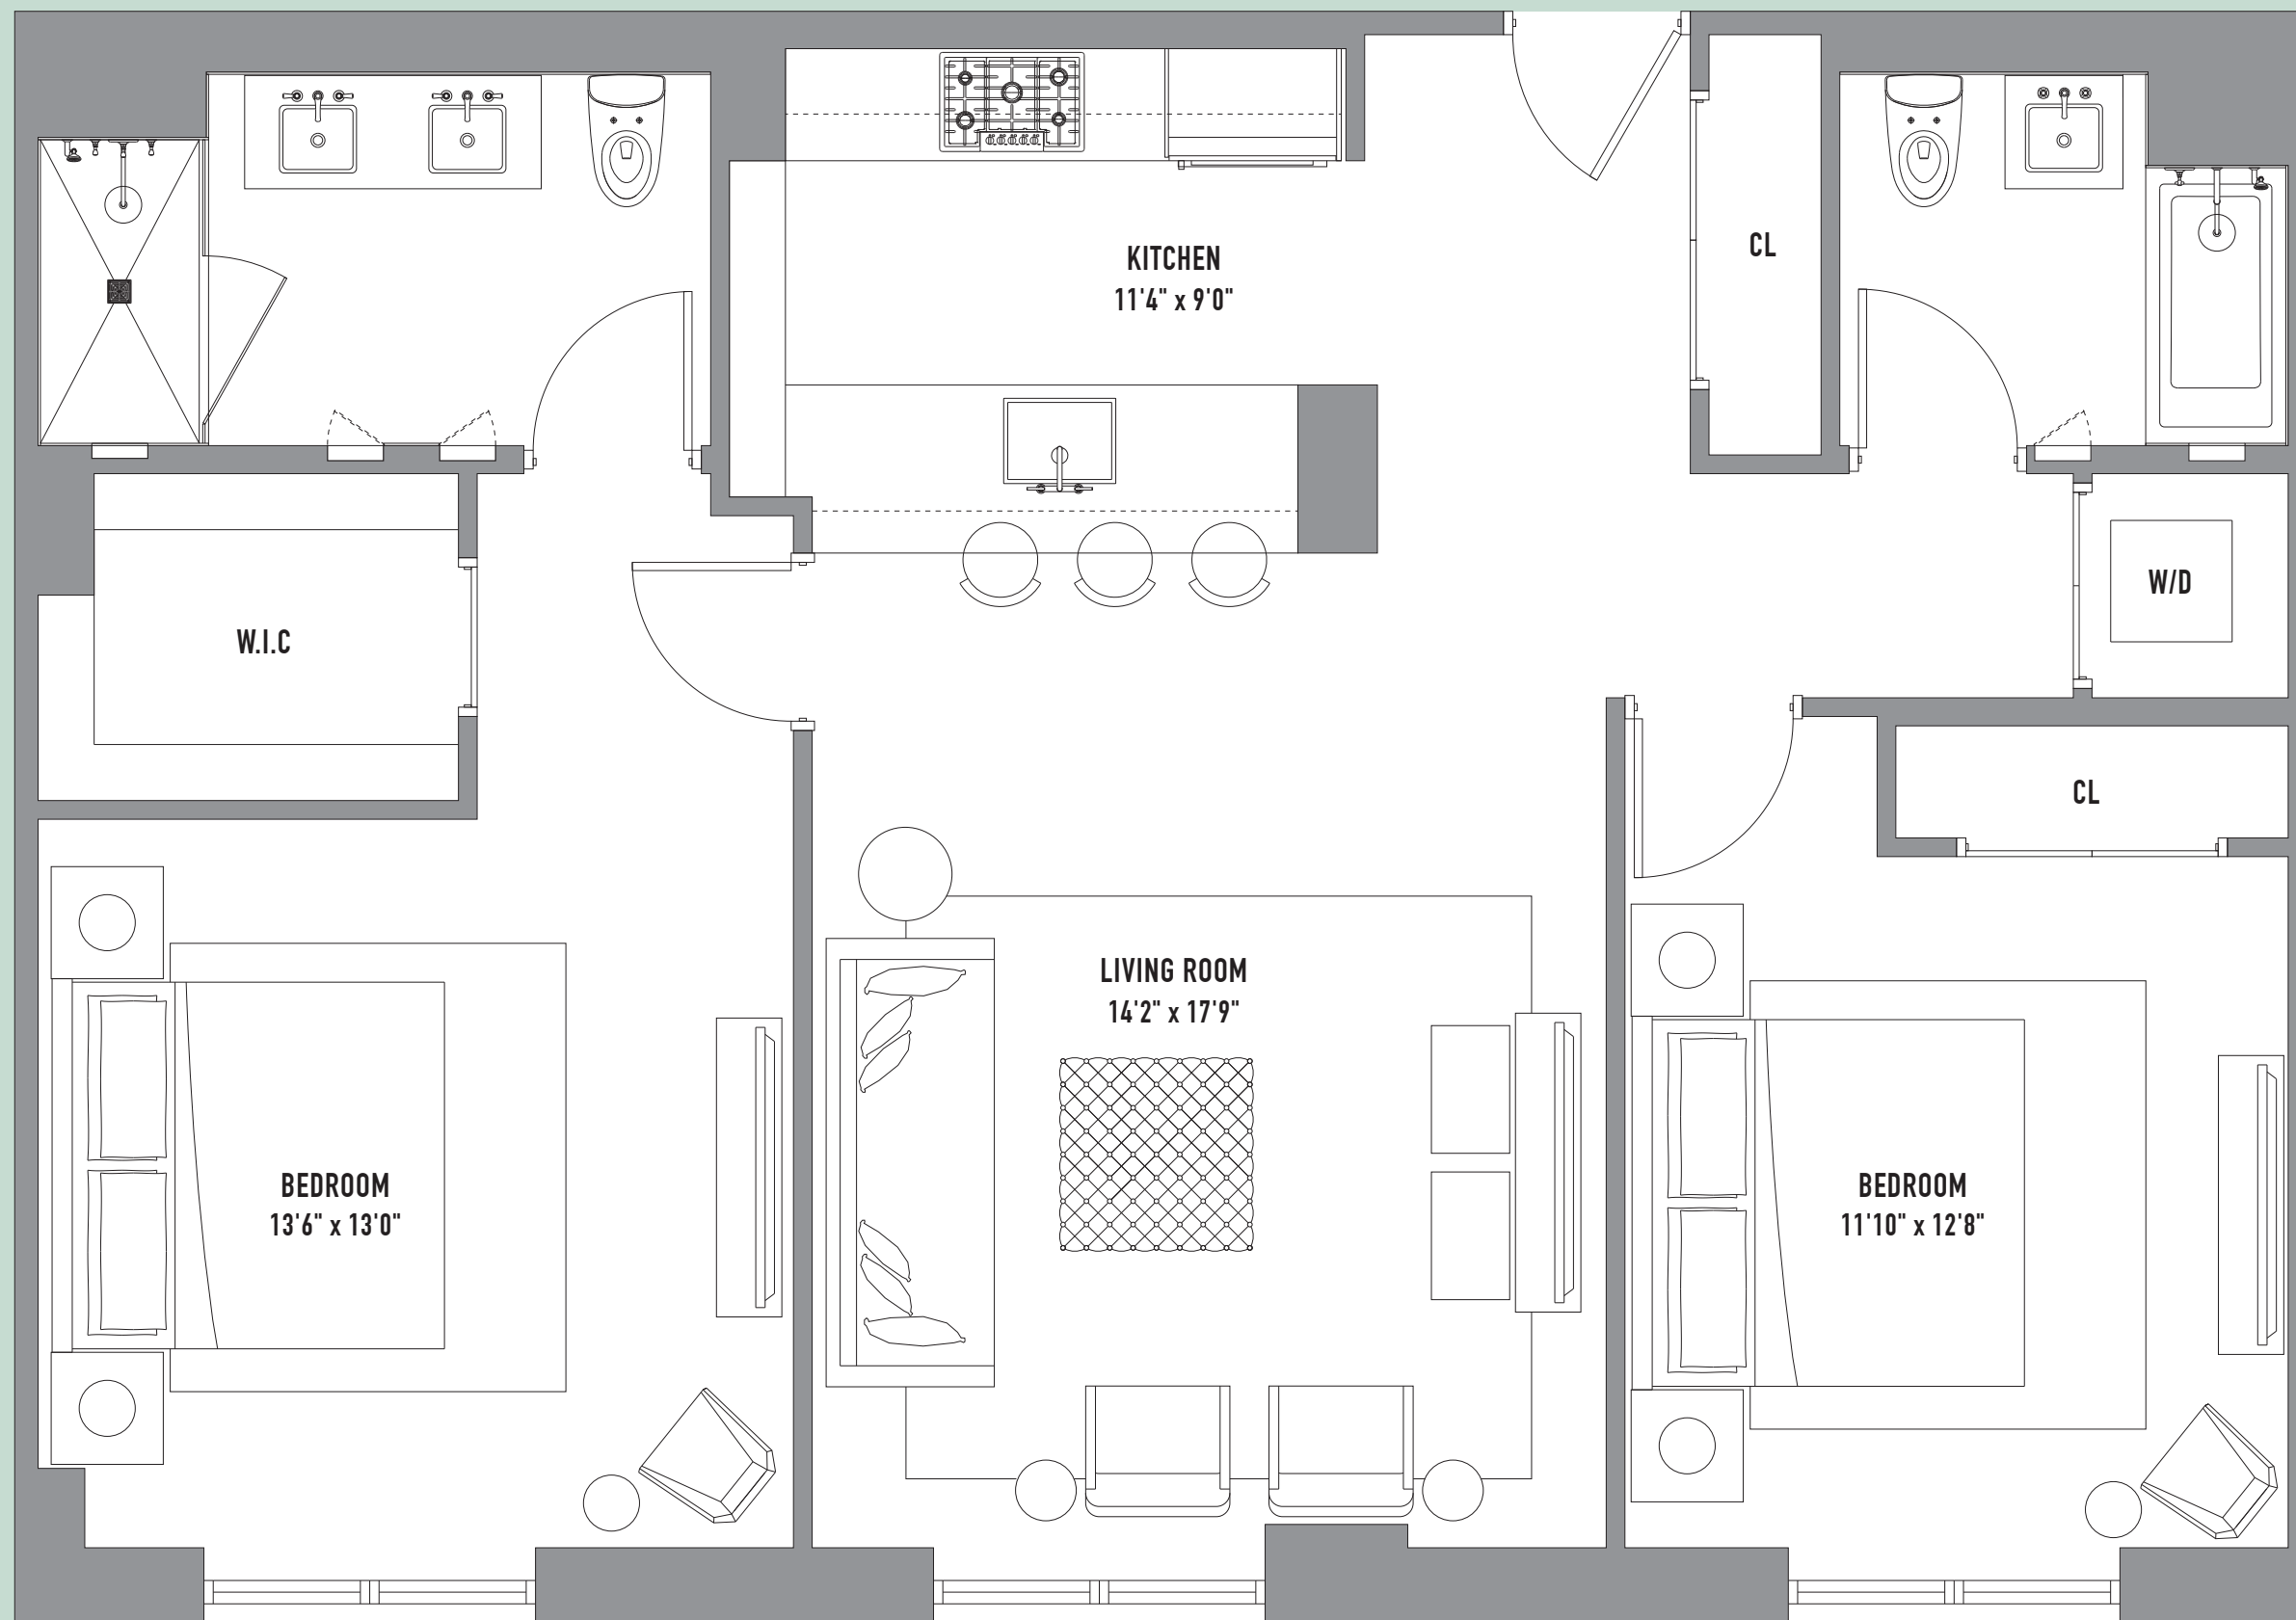 KITCHEN
11'4" x 9'0"
CL
W.I.C
W/D
CL
LIVING ROOM
14'2" x 17'9"
BEDROOM
13'6" x 13'0"
BEDROOM
11'10" x 12'8"